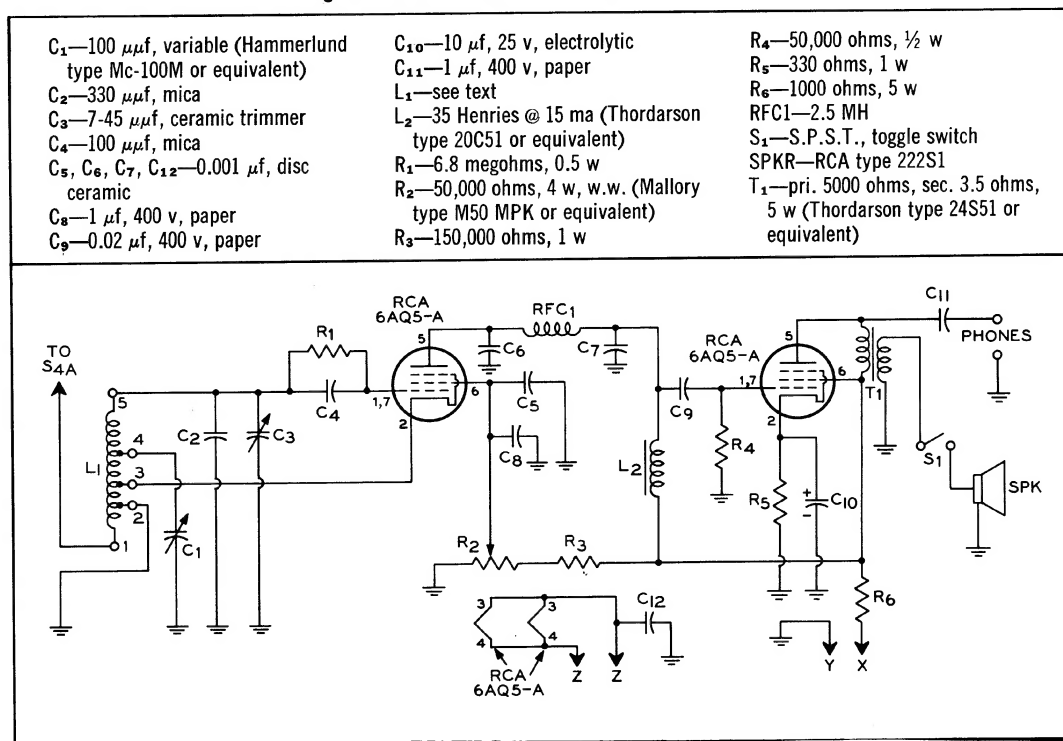 C₁—100 μμf, variable (Hammerlund
type Mc-100M or equivalent)
C₂—330 μμf, mica
C₃—7-45 μμf, ceramic trimmer
C₄—100 μμf, mica
C₅, C₆, C₇, C₁₂—0.001 μf, disc
ceramic
C₈—1 μf, 400 v, paper
C₉—0.02 μf, 400 v, paper
C₁₀—10 μf, 25 v, electrolytic
C₁₁—1 μf, 400 v, paper
L₁—see text
L₂—35 Henries @ 15 ma (Thordarson
type 20C51 or equivalent)
R₁—6.8 megohms, 0.5 w
R₂—50,000 ohms, 4 w, w.w. (Mallory
type M50 MPK or equivalent)
R₃—150,000 ohms, 1 w
R₄—50,000 ohms, ½ w
R₅—330 ohms, 1 w
R₆—1000 ohms, 5 w
RFC1—2.5 MH
S₁—S.P.S.T., toggle switch
SPKR—RCA type 222S1
T₁—pri. 5000 ohms, sec. 3.5 ohms,
5 w (Thordarson type 24S51 or
equivalent)
TO
S4A
5
4
3
2
1
L1
C1
C2
C3
R1
C4
RCA
6AQ5-A
5
1,7
6
2
C6
RFC1
C7
C5
C8
R2
R3
L2
C9
R4
RCA
6AQ5-A
5
1,7
6
2
R5
+
–
C10
T1
C11
PHONES
S1
SPK
R6
3
4
3
4
RCA
6AQ5-A
Z
Z
C12
Y
X